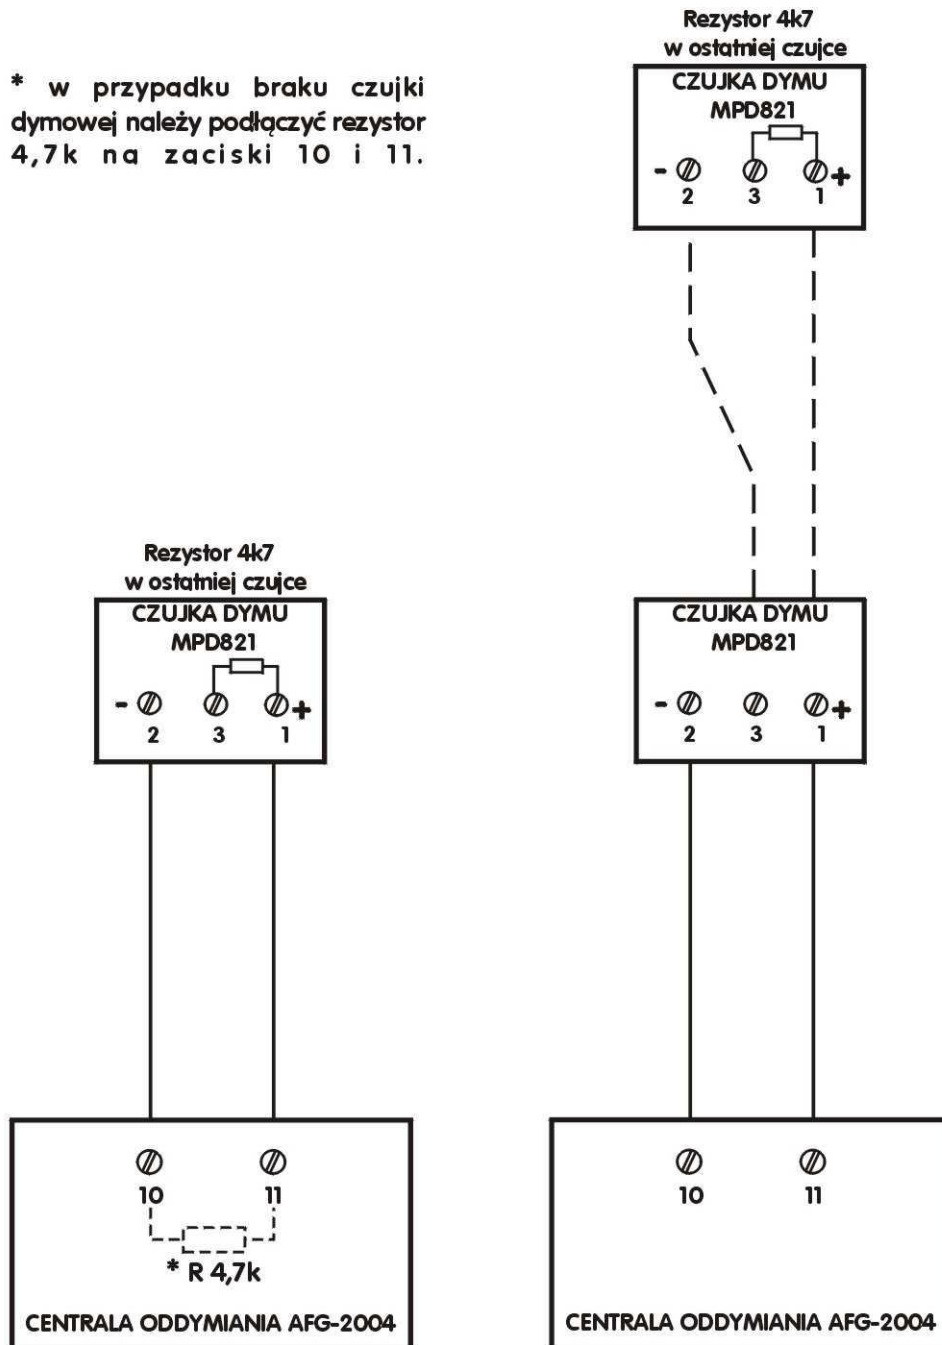 * w przypadku braku czujki
dymowej należy podłączyć rezystor
4,7k na zaciski 10 i 11.
Rezystor 4k7
w ostatniej czujce
CZUJKA DYMU
MPD821
- +
2 3 1
Rezystor 4k7
w ostatniej czujce
CZUJKA DYMU
MPD821
- +
2 3 1
CZUJKA DYMU
MPD821
- +
2 3 1
10 11
* R 4,7k
CENTRALA ODDYMIANIA AFG-2004
10 11
CENTRALA ODDYMIANIA AFG-2004